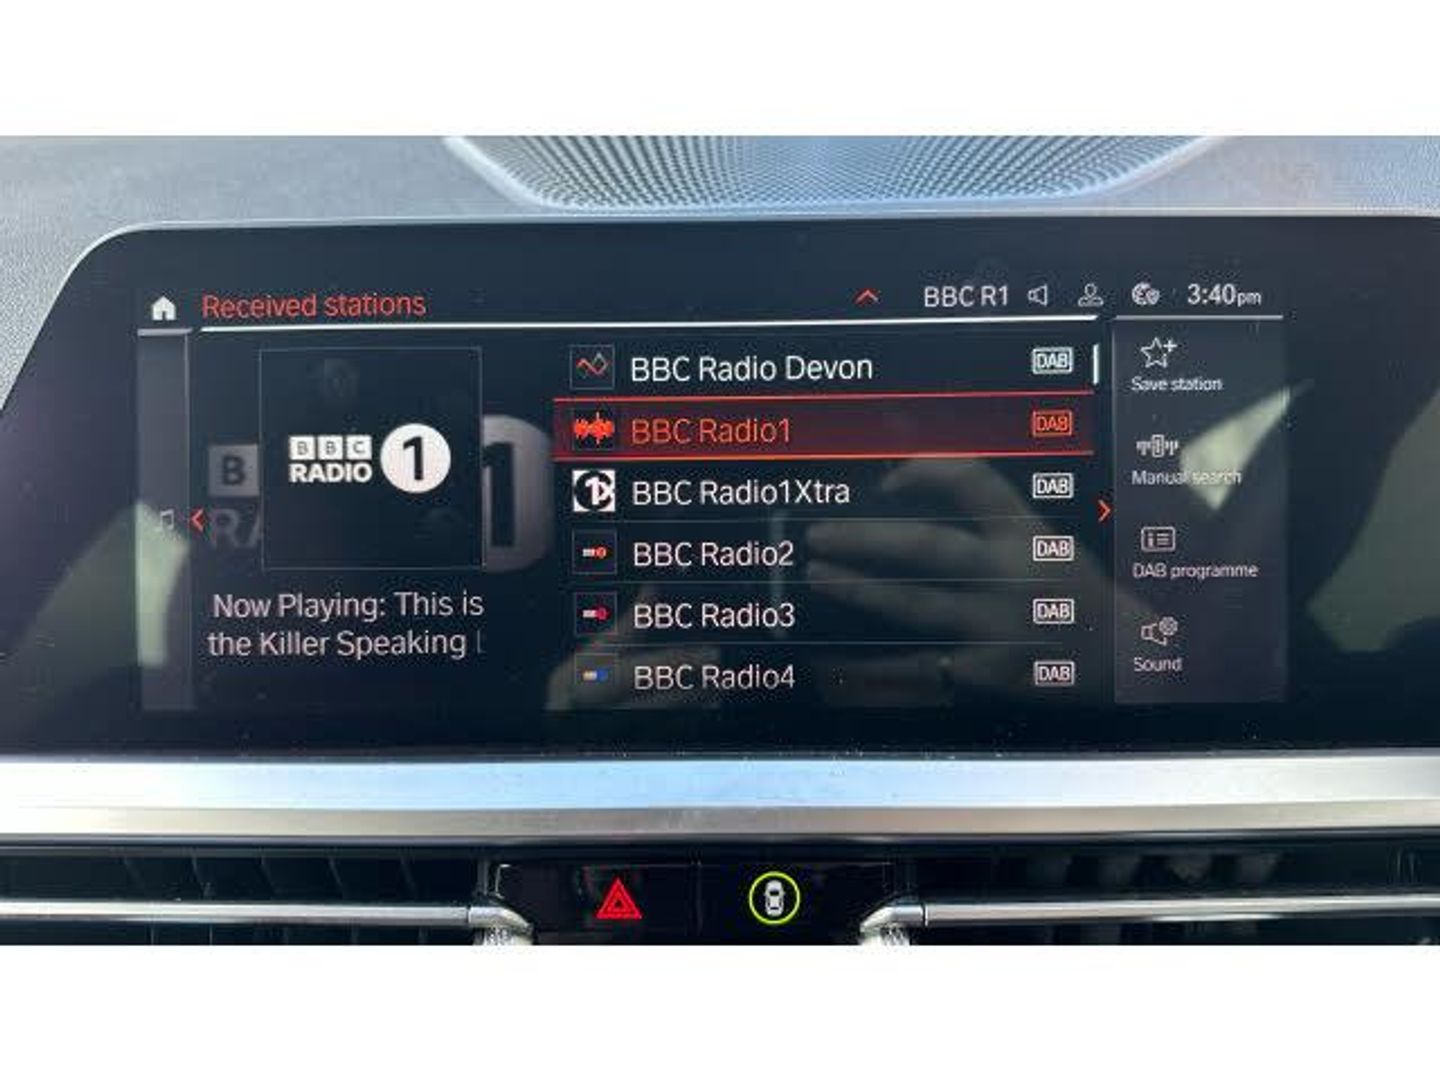 Received stations
BBC R1
3:40pm
BBC Radio Devon DAB
BBC Radio1 DAB
BBC Radio1Xtra DAB
BBC Radio2 DAB
BBC Radio3 DAB
BBC Radio4 DAB
BBC
RADIO 1
Now Playing: This is
the Killer Speaking
Save station
Manual search
DAB programme
Sound